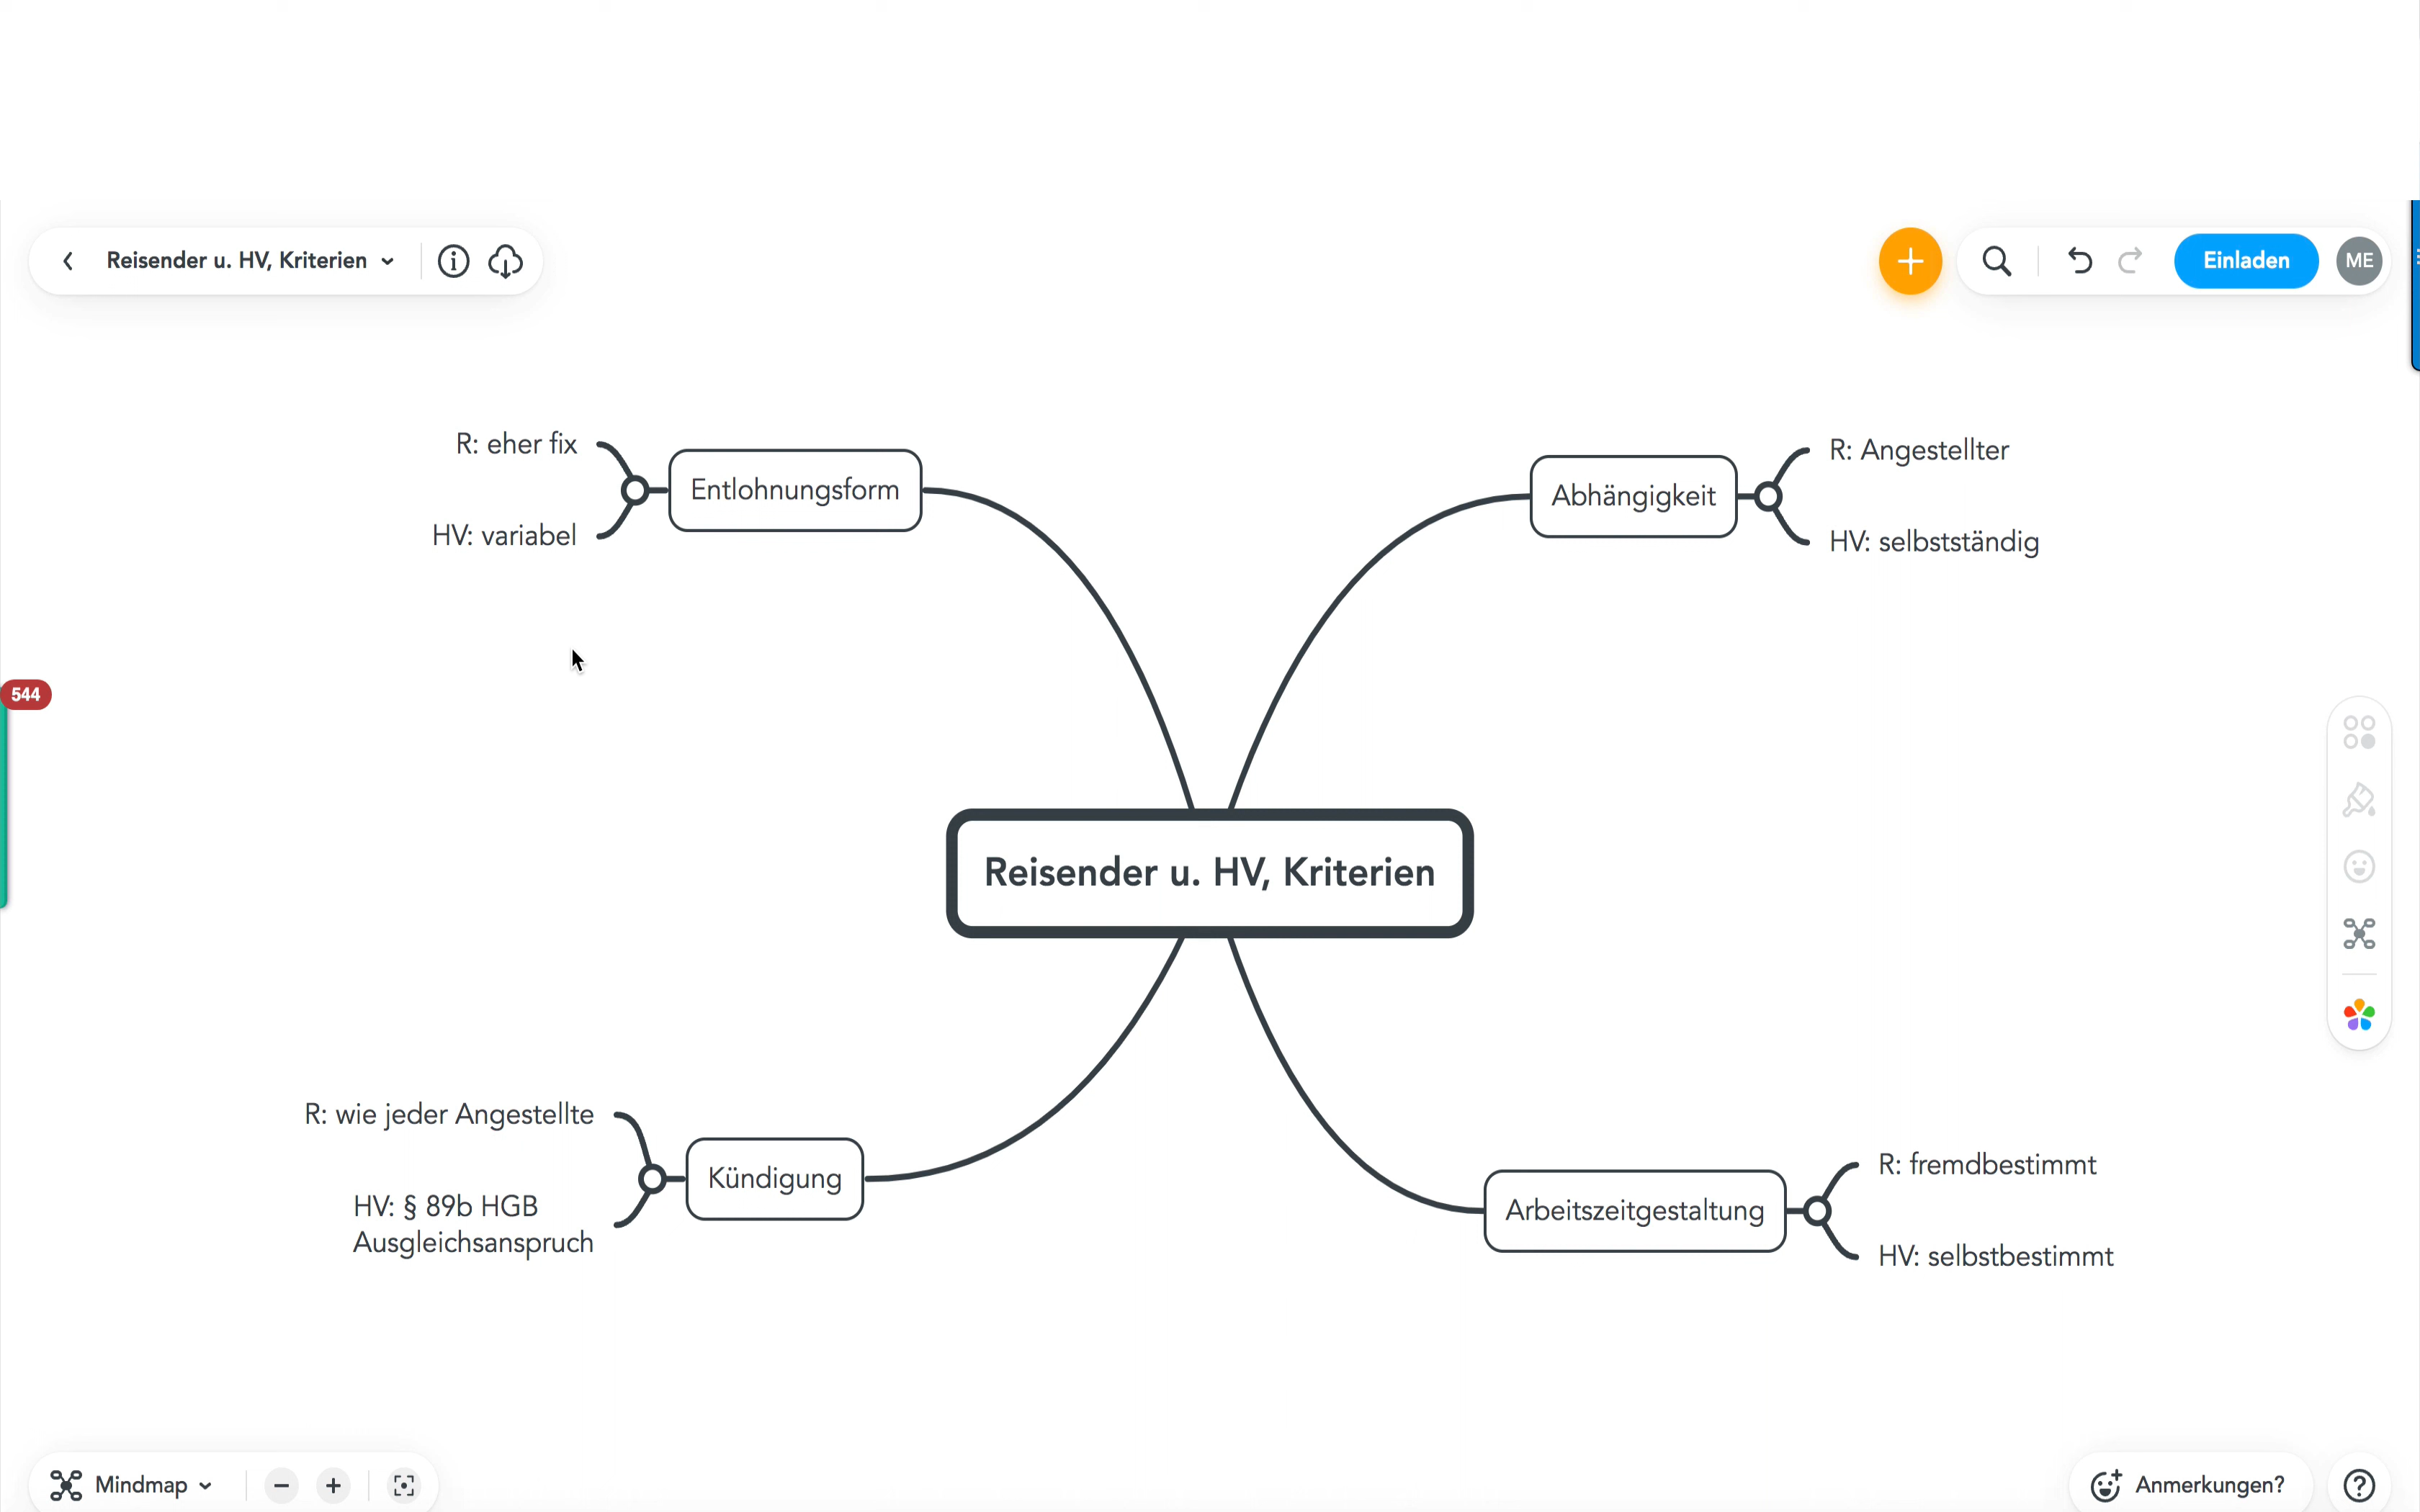 Reisender u. HV, Kriterien
Einladen
ME
R: eher fix
Entlohnungsform
HV: variabel
R: Angestellter
Abhängigkeit
HV: selbstständig
544
Reisender u. HV, Kriterien
R: wie jeder Angestellte
Kündigung
HV: § 89b HGB
Ausgleichsanspruch
R: fremdbestimmt
Arbeitszeitgestaltung
HV: selbstbestimmt
Mindmap
Anmerkungen?